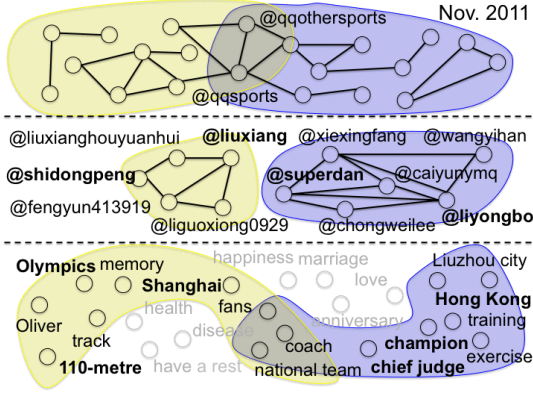 Nov. 2011
@qqothersports
@qqsports
@liuxianghouyuanhui
@liuxiang
@xiexingfang
@wangyihan
@shidongpeng
@superdan
@caiyunymq
@fengyun413919
@liguoxiong0929
@chongweilee
@liyongbo
happiness marriage
Liuzhou city
Olympics memory
Shanghai
love
Hong Kong
health
fans
anniversary
training
Oliver
track
disease
coach
champion
exercise
110-metre
have a rest
national team
chief judge